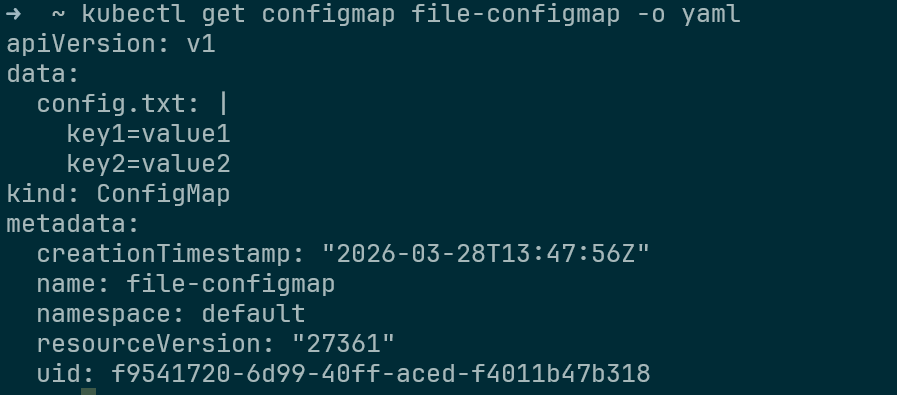 ➜  ~ kubectl get configmap file-configmap -o yaml
apiVersion: v1
data:
  config.txt: |
    key1=value1
    key2=value2
kind: ConfigMap
metadata:
  creationTimestamp: "2026-03-28T13:47:56Z"
  name: file-configmap
  namespace: default
  resourceVersion: "27361"
  uid: f9541720-6d99-40ff-aced-f4011b47b318